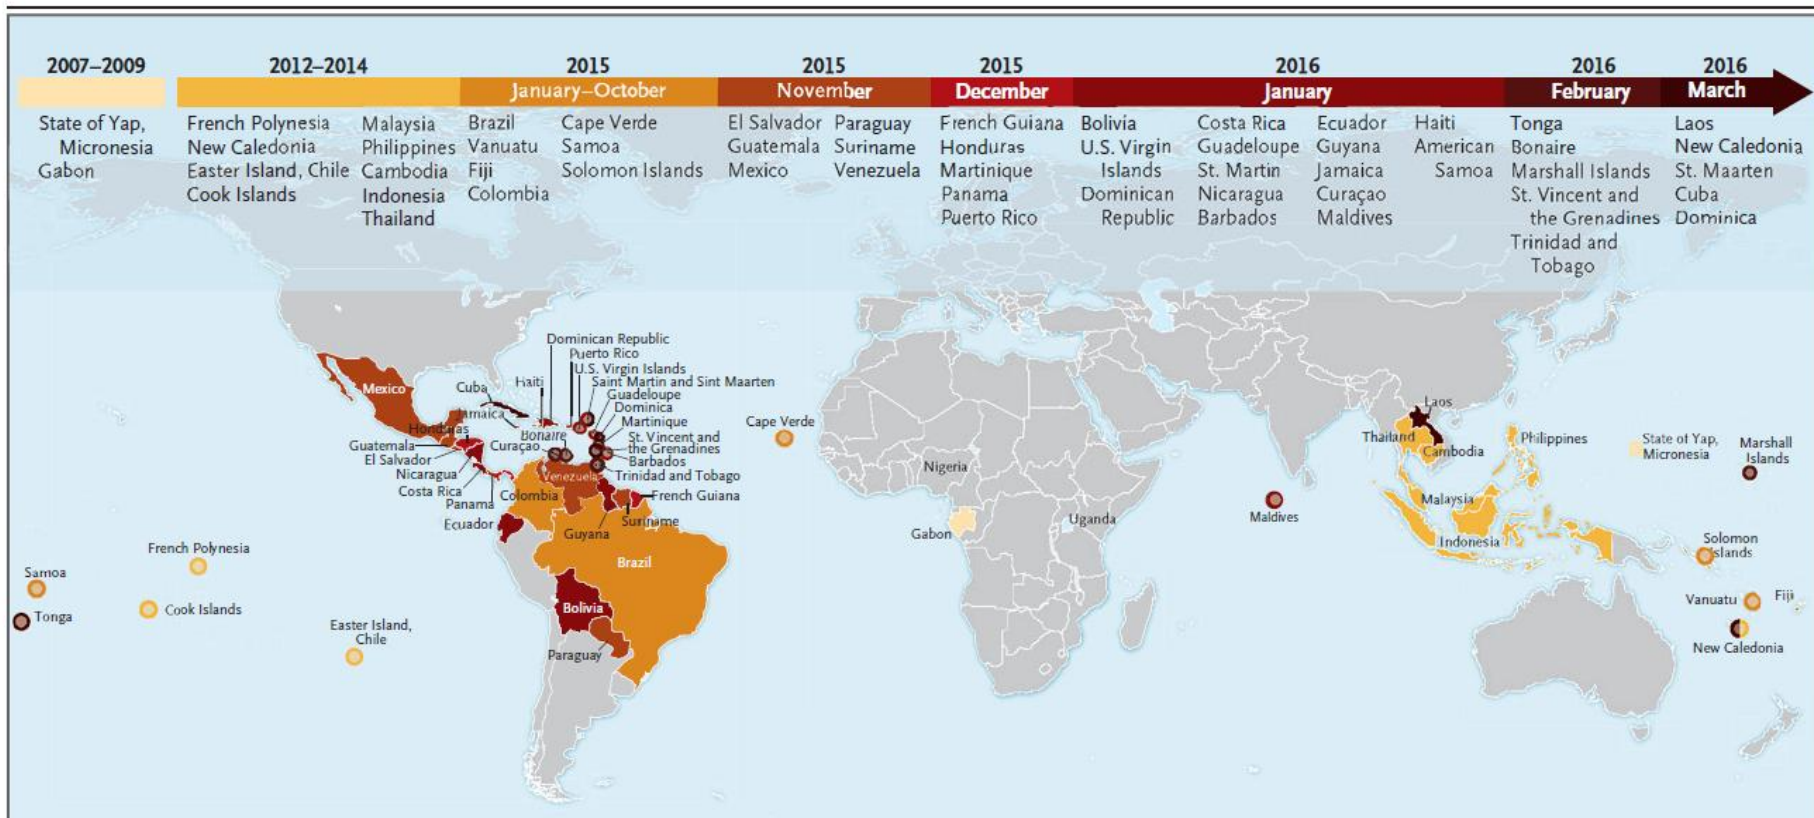 2007–2009
2012–2014
2015
2015
2015
2016
2016
2016
January–October
November
December
January
February
March
State of Yap,
Micronesia
Gabon
French Polynesia
New Caledonia
Easter Island, Chile
Cook Islands
Malaysia
Philippines
Cambodia
Indonesia
Thailand
Brazil
Vanuatu
Fiji
Colombia
Cape Verde
Samoa
Solomon Islands
El Salvador
Guatemala
Mexico
Paraguay
Suriname
Venezuela
French Guiana
Honduras
Martinique
Panama
Puerto Rico
Bolivia
U.S. Virgin
Islands
Dominican
Republic
Costa Rica
Guadeloupe
St. Martin
Nicaragua
Barbados
Ecuador
Guyana
Jamaica
Curaçao
Maldives
Haiti
American
Samoa
Tonga
Bonaire
Marshall Islands
St. Vincent and
the Grenadines
Trinidad and
Tobago
Laos
New Caledonia
St. Maarten
Cuba
Dominica
Dominican Republic
Puerto Rico
U.S. Virgin Islands
Saint Martin and Sint Maarten
Guadeloupe
Dominica
Martinique
St. Vincent and
the Grenadines
Barbados
Trinidad and Tobago
French Guiana
Suriname
Guyana
Mexico
Cuba
Haiti
Jamaica
Honduras
Guatemala
El Salvador
Nicaragua
Costa Rica
Panama
Curaçao
Bonaire
Venezuela
Colombia
Ecuador
Brazil
Bolivia
Paraguay
French Polynesia
Samoa
Tonga
Cook Islands
Easter Island,
Chile
Cape Verde
Nigeria
Gabon
Uganda
Maldives
Laos
Thailand
Cambodia
Philippines
Malaysia
Indonesia
State of Yap,
Micronesia
Marshall
Islands
Solomon
Islands
Vanuatu
Fiji
New Caledonia